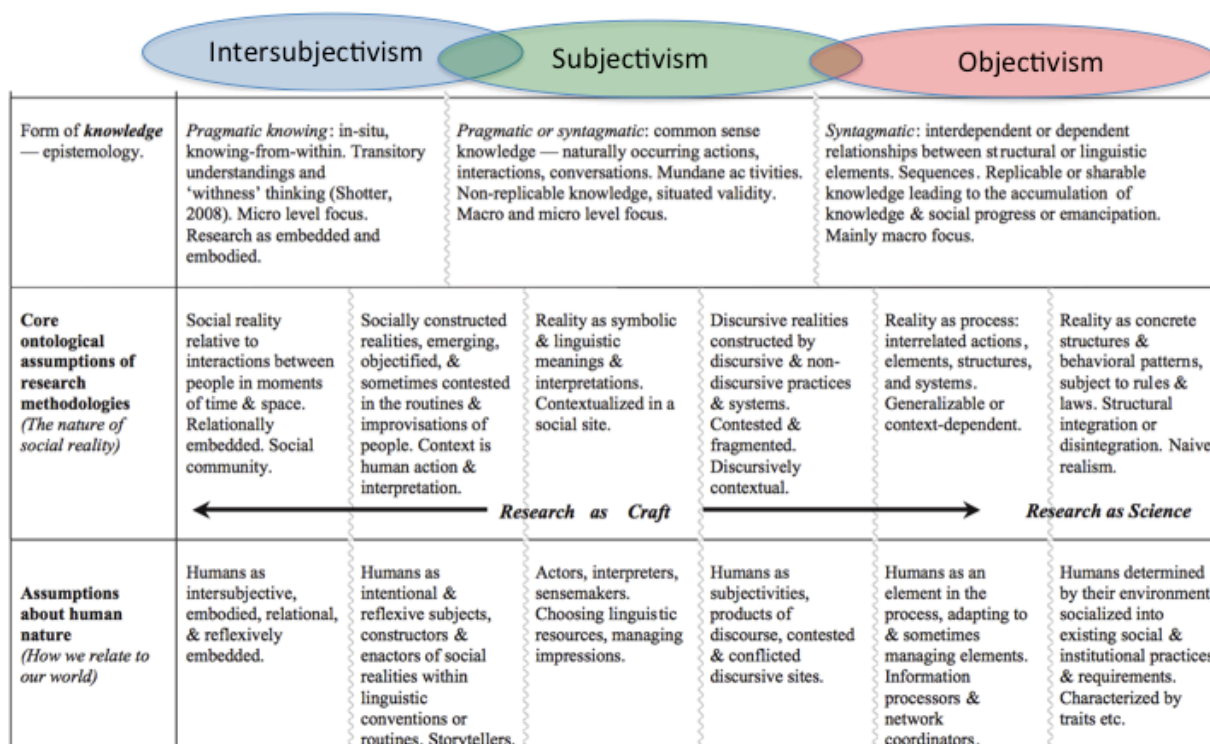 Intersubjectivism
Subjectivism
Objectivism
Form of knowledge
— epistemology.
Pragmatic knowing: in-situ,
knowing-from-within. Transitory
understandings and
‘withness’ thinking (Shotter,
2008). Micro level focus.
Research as embedded and
embodied.
Pragmatic or syntagmatic: common sense
knowledge — naturally occurring actions,
interactions, conversations. Mundane ac tivities.
Non-replicable knowledge, situated validity.
Macro and micro level focus.
Syntagmatic: interdependent or dependent
relationships between structural or linguistic
elements. Sequences. Replicable or sharable
knowledge leading to the accumulation of
knowledge & social progress or emancipation.
Mainly macro focus.
Core
ontological
assumptions of
research
methodologies
(The nature of
social reality)
Social reality
relative to
interactions between
people in moments
of time & space.
Relationally
embedded. Social
community.
Socially constructed
realities, emerging,
objectified, &
sometimes contested
in the routines &
improvisations of
people. Context is
human action &
interpretation.
Reality as symbolic
& linguistic
meanings &
interpretations.
Contextualized in a
social site.
Discursive realities
constructed by
discursive & non-
discursive practices
& systems.
Contested &
fragmented.
Discursively
contextual.
Reality as process:
interrelated actions,
elements, structures,
and systems.
Generalizable or
context-dependent.
Reality as concrete
structures &
behavioral patterns,
subject to rules &
laws. Structural
integration or
disintegration. Naive
realism.
Research as Craft
Research as Science
Assumptions
about human
nature
(How we relate to
our world)
Humans as
intersubjective,
embodied, relational,
& reflexively
embedded.
Humans as
intentional &
reflexive subjects,
constructors &
enactors of social
realities within
linguistic
conventions or
routines. Storytellers.
Actors, interpreters,
sensemakers.
Choosing linguistic
resources, managing
impressions.
Humans as
subjectivities,
products of
discourse, contested
& conflicted
discursive sites.
Humans as an
element in the
process, adapting to
& sometimes
managing elements.
Information
processors &
network
coordinators.
Humans determined
by their environment
socialized into
existing social &
institutional practices
& requirements.
Characterized by
traits etc.